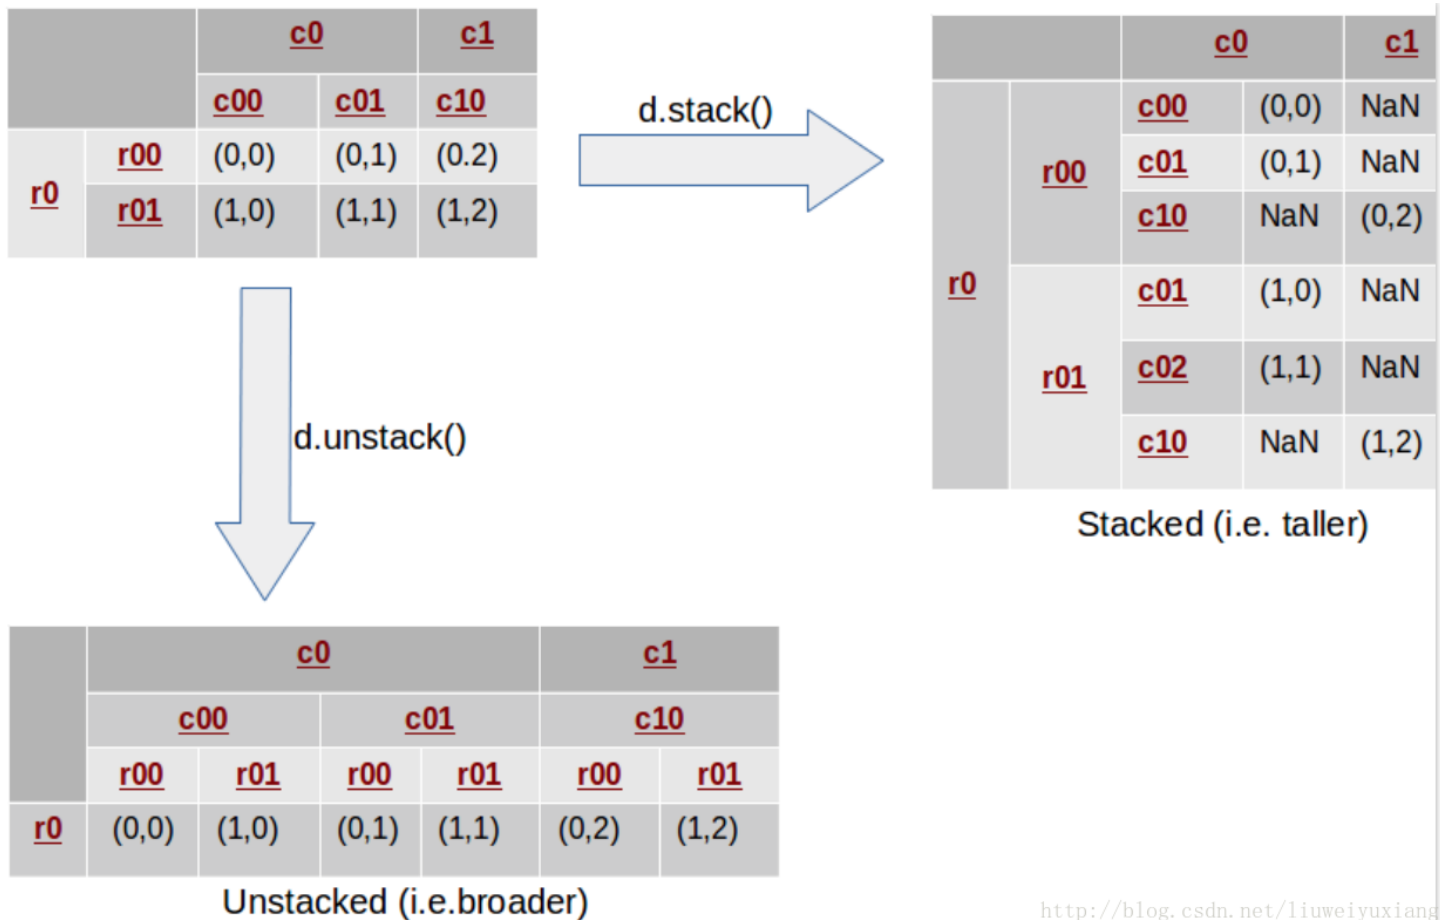 c0 c1
c00 c01 c10
r0 r00 (0,0) (0,1) (0.2)
r01 (1,0) (1,1) (1,2)
d.stack()
c0 c1
r0 r00 c00 (0,0) NaN
c01 (0,1) NaN
c10 NaN (0,2)
r01 c01 (1,0) NaN
c02 (1,1) NaN
c10 NaN (1,2)
Stacked (i.e. taller)
d.unstack()
c0 c1
c00 c01 c10
r00 r01 r00 r01 r00 r01
r0 (0,0) (1,0) (0,1) (1,1) (0,2) (1,2)
Unstacked (i.e.broader)
http://blog.csdn.net/liuweiyuxiang